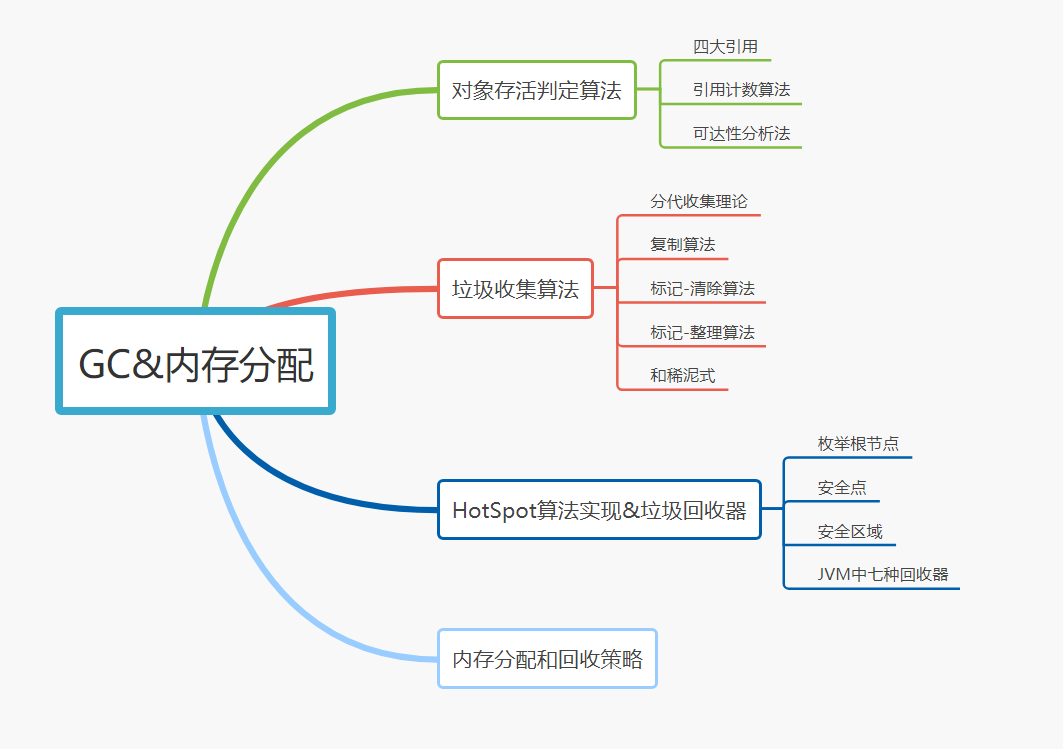 GC&内存分配
对象存活判定算法
四大引用
引用计数算法
可达性分析法
垃圾收集算法
分代收集理论
复制算法
标记-清除算法
标记-整理算法
和稀泥式
HotSpot算法实现&垃圾回收器
枚举根节点
安全点
安全区域
JVM中七种回收器
内存分配和回收策略